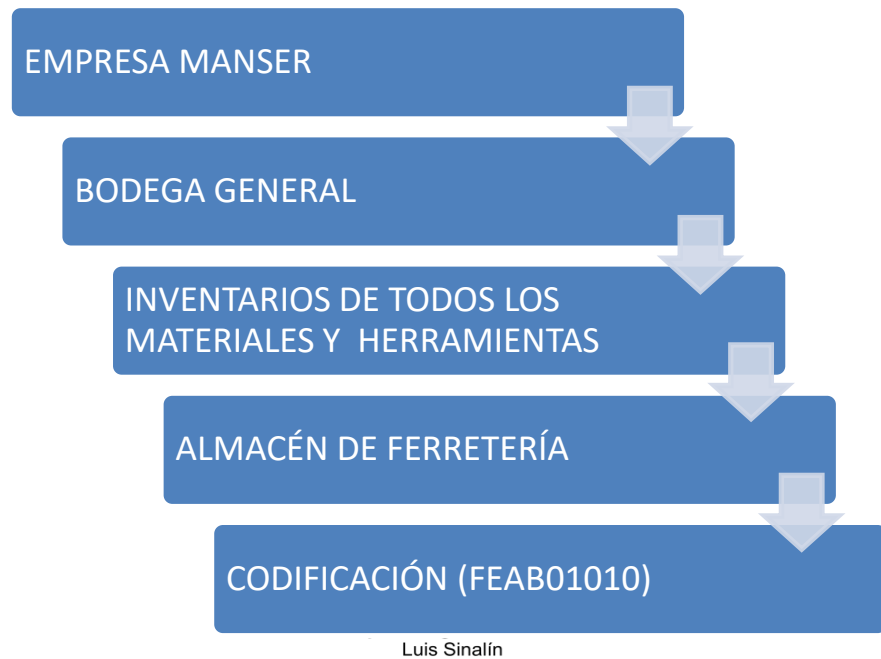 EMPRESA MANSER
BODEGA GENERAL
INVENTARIOS DE TODOS LOS
MATERIALES Y  HERRAMIENTAS
ALMACÉN DE FERRETERÍA
CODIFICACIÓN (FEAB01010)
Luis Sinalín